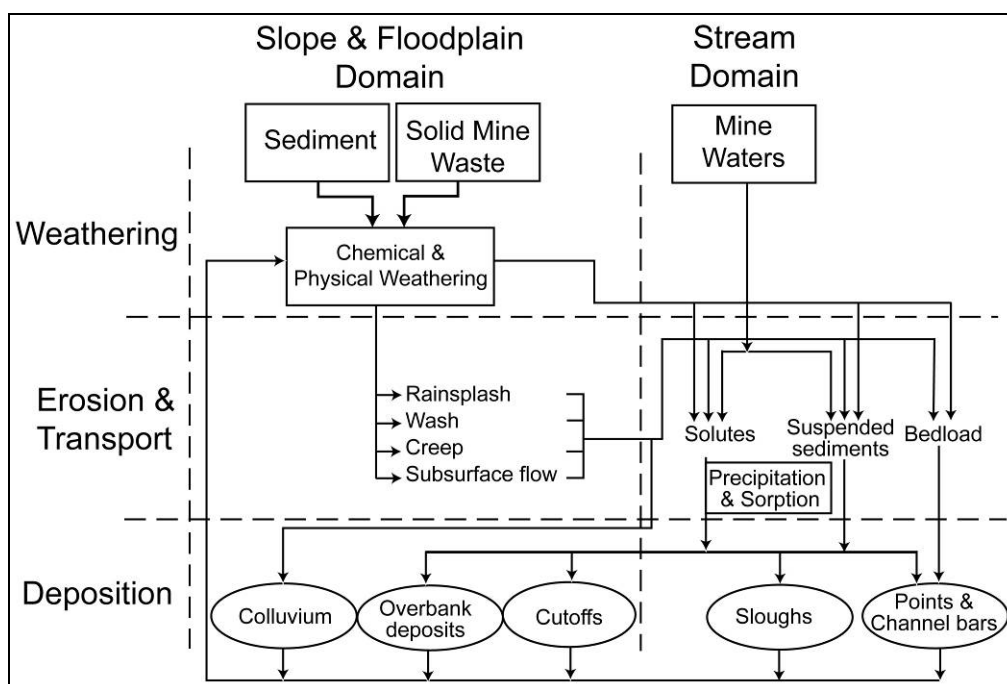 Slope & Floodplain
Domain
Stream
Domain
Sediment
Solid Mine
Waste
Mine
Waters
Weathering
Chemical &
Physical Weathering
Erosion &
Transport
Rainsplash
Wash
Creep
Subsurface flow
Solutes
Suspended
sediments
Bedload
Precipitation
& Sorption
Deposition
Colluvium
Overbank
deposits
Cutoffs
Sloughs
Points &
Channel bars